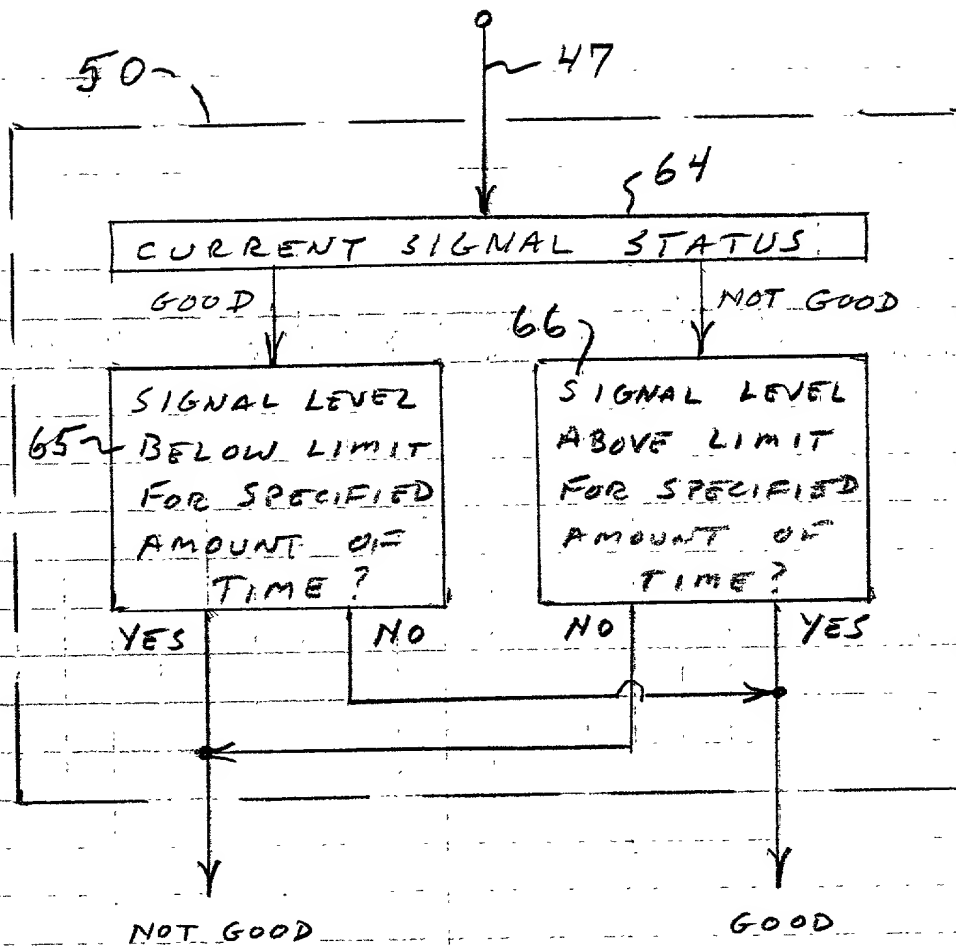 47
50
64
CURRENT SIGNAL STATUS
GOOD
NOT GOOD
66
SIGNAL LEVEL
BELOW LIMIT
FOR SPECIFIED
AMOUNT OF
TIME?
65
SIGNAL LEVEL
ABOVE LIMIT
FOR SPECIFIED
AMOUNT OF
TIME?
YES
NO
NO
YES
NOT GOOD
GOOD